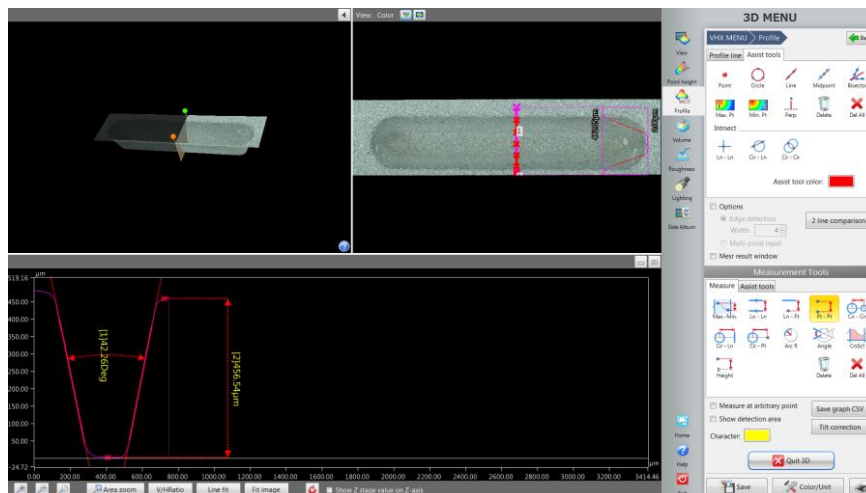 3D MENU
View: Color
VHX MENU
Profile
Profile line
Assist tools
View
Point height
Profile
Volume
Roughness
Lighting
Side Album
Point
Circle
Line
Midpoint
Bisector
Max. Pt
Min. Pt
Perp.
Delete
Del All
Intrsect
Ln - Ln
Cir - Ln
Cir - Cir
Assist tool color:
Options
Edge detection
Width:
4
2 line comparison
Multi-point input
Mesr result window
Measurement Tools
Measure
Assist tools
Max.-Min.
Ln - Ln
Ln - Pt
Pt - Pt
Cir - Cir
Cir - Ln
Cir - Pt
Arc R
Angle
CrsSct
Height
Delete
Del All
Measure at arbitrary point
Show detection area
Character:
Save graph CSV
Tilt correction
Home
Help
Quit 3D
Save
Color/Unit
µm
519.16
450.00
400.00
350.00
300.00
250.00
200.00
150.00
100.00
50.00
-24.72
[1]42.26Deg
[2]456.54µm
µm
0.00
200.00
400.00
600.00
800.00
1000.00
1200.00
1400.00
1600.00
1800.00
2000.00
2200.00
2400.00
2600.00
2800.00
3000.00
3200.00
3414.46
Area zoom
V/HRatio
Line fit
Fit image
Show Z stage value on Z-axis